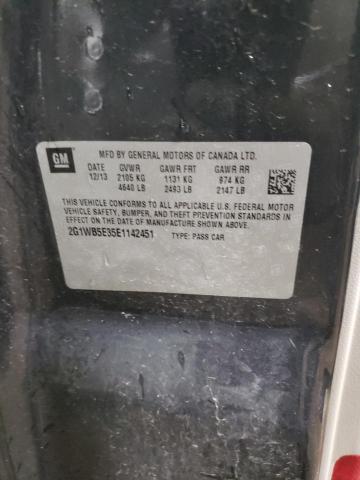 GM
MFD BY GENERAL MOTORS OF CANADA LTD.
DATE GVWR GAWR FRT GAWR RR
12/13 2105 KG 1131 KG 974 KG
4640 LB 2493 LB 2147 LB
THIS VEHICLE CONFORMS TO ALL APPLICABLE U.S. FEDERAL MOTOR
VEHICLE SAFETY, BUMPER, AND THEFT PREVENTION STANDARDS IN
EFFECT ON THE DATE OF MANUFACTURE SHOWN ABOVE.
2G1WB5E35E1142451 TYPE: PASS CAR